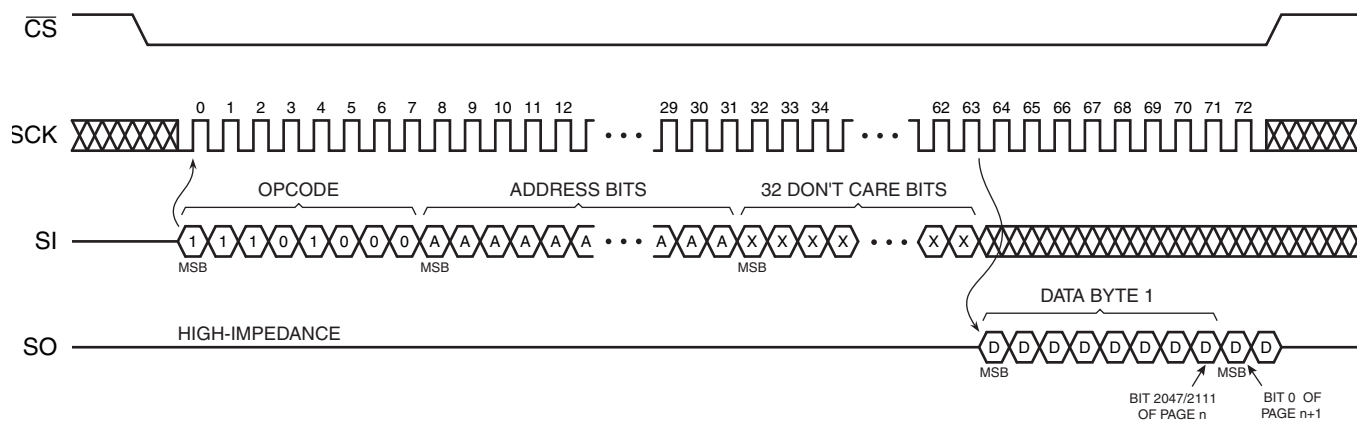 CS
0 1 2 3 4 5 6 7 8 9 10 11 12 29 30 31 32 33 34 62 63 64 65 66 67 68 69 70 71 72
SCK
OPCODE ADDRESS BITS 32 DON'T CARE BITS
SI 1 1 1 0 1 0 0 0 A A A A A A A A A X X X X X X
MSB MSB MSB
DATA BYTE 1
HIGH-IMPEDANCE
SO D D D D D D D D D D
MSB MSB
BIT 2047/2111 BIT 0 OF
OF PAGE n PAGE n+1